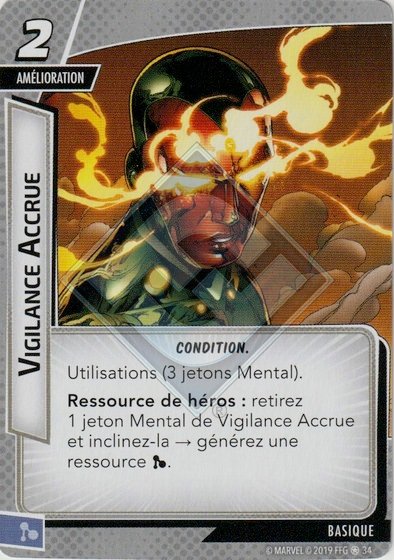 2
AMÉLIORATION
VIGILANCE ACCRUE
CONDITION.
Utilisations (3 jetons Mental).
Ressource de héros : retirez
1 jeton Mental de Vigilance Accrue
et inclinez-la → générez une
ressource .
BASIQUE
© MARVEL © 2019 FFG 34